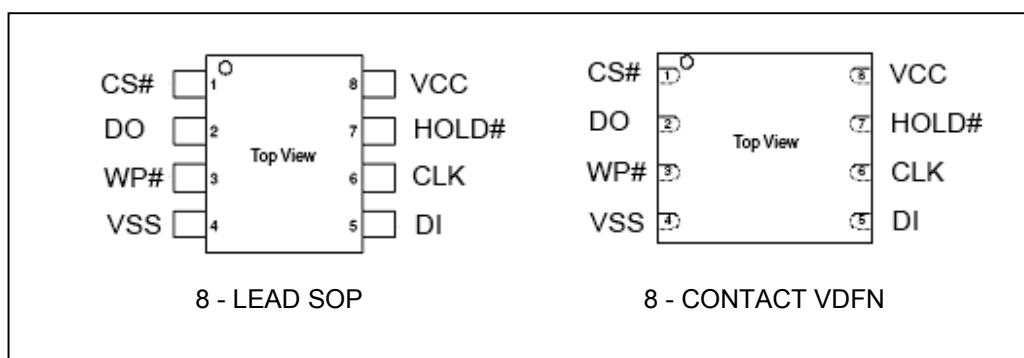 CS# 1 8 VCC
DO 2 7 HOLD#
Top View
WP# 3 6 CLK
VSS 4 5 DI
8 - LEAD SOP
CS# 1 8 VCC
DO 2 7 HOLD#
Top View
WP# 3 6 CLK
VSS 4 5 DI
8 - CONTACT VDFN